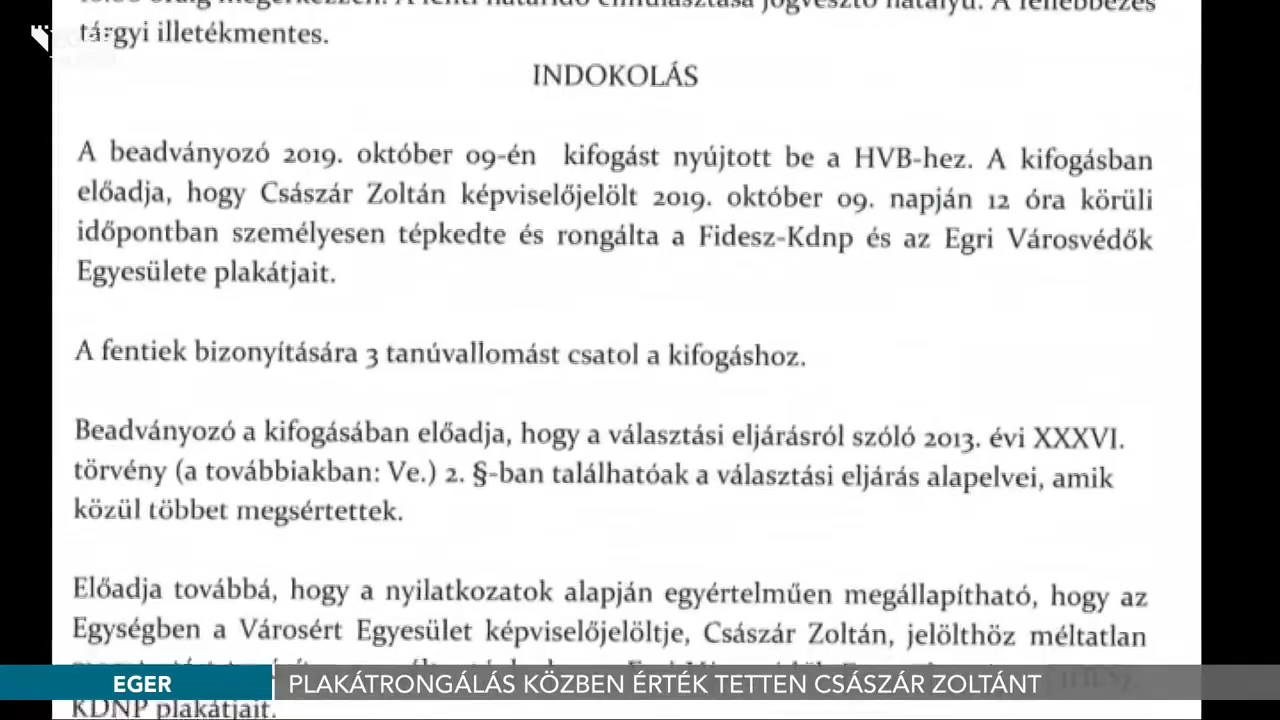 tárgyi illetékmentes.
INDOKOLÁS
A beadványozó 2019. október 09-én kifogást nyújtott be a HVB-hez. A kifogásban
előadja, hogy Császár Zoltán képviselőjelölt 2019. október 09. napján 12 óra körüli
időpontban személyesen tépkedte és rongálta a Fidesz-Kdnp és az Egri Városvédők
Egyesülete plakátjait.
A fentiek bizonyítására 3 tanúvallomást csatol a kifogáshoz.
Beadványozó a kifogásában előadja, hogy a választási eljárásról szóló 2013. évi XXXVI.
törvény (a továbbiakban: Ve.) 2. §-ban találhatóak a választási eljárás alapelvei, amik
közül többet megsértettek.
Előadja továbbá, hogy a nyilatkozatok alapján egyértelműen megállapítható, hogy az
Egységben a Városért Egyesület képviselőjelöltje, Császár Zoltán, jelölthöz méltatlan
EGER
PLAKÁTRONGÁLÁS KÖZBEN ÉRTÉK TETTEN CSÁSZÁR ZOLTÁNT
KDNP plakátjait.